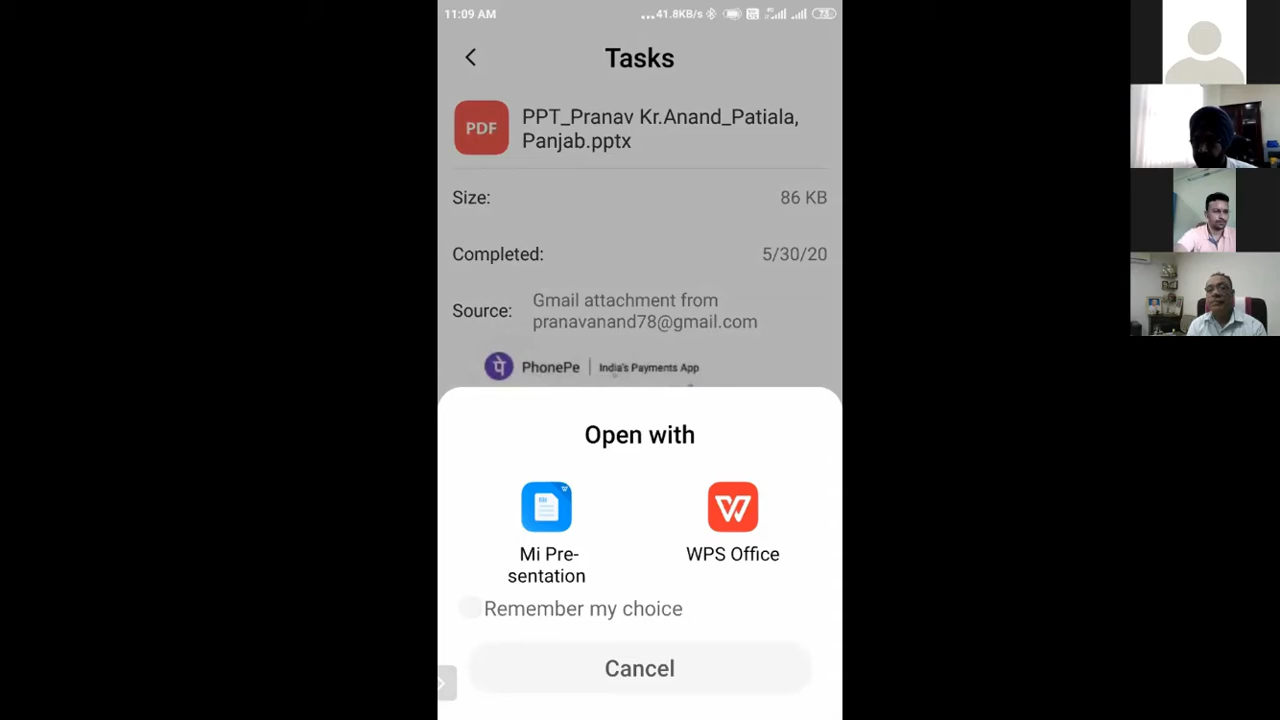 11:09 AM
...41.8KB/s
4G
73
Tasks
PDF
PPT_Pranav Kr.Anand_Patiala,
Panjab.pptx
Size:
86 KB
Completed:
5/30/20
Source:
Gmail attachment from
pranavanand78@gmail.com
पे PhonePe | India's Payments App
Open with
W
Mi Pre-
sentation
WPS Office
Remember my choice
Cancel